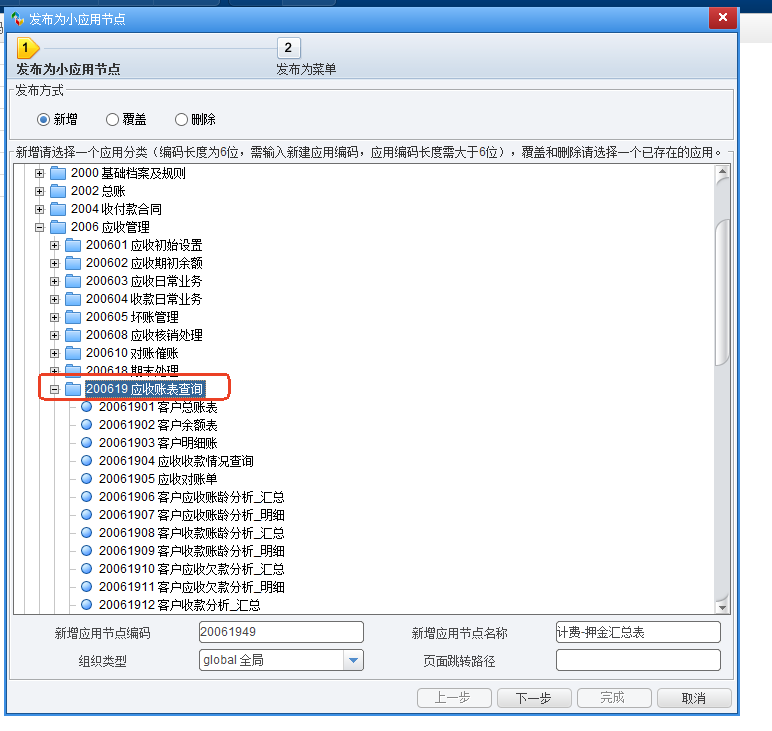 发布为小应用节点
1
2
发布为小应用节点
发布为菜单
发布方式
新增 覆盖 删除
新增请选择一个应用分类（编码长度为6位，需输入新建应用编码，应用编码长度需大于6位），覆盖和删除请选择一个已存在的应用。
2000 基础档案及规则
2002 总账
2004 收付款合同
2006 应收管理
200601 应收初始设置
200602 应收期初余额
200603 应收日常业务
200604 收款日常业务
200605 坏账管理
200608 应收核销处理
200610 对账催账
200618 期末处理
200619 应收账表查询
20061901 客户总账表
20061902 客户余额表
20061903 客户明细账
20061904 应收收款情况查询
20061905 应收对账单
20061906 客户应收账龄分析_汇总
20061907 客户应收账龄分析_明细
20061908 客户收款账龄分析_汇总
20061909 客户收款账龄分析_明细
20061910 客户应收欠款分析_汇总
20061911 客户应收欠款分析_明细
20061912 客户收款分析_汇总
新增应用节点编码 20061949 新增应用节点名称 计费-押金汇总表
组织类型 global 全局 页面跳转路径
上一步 下一步 完成 取消